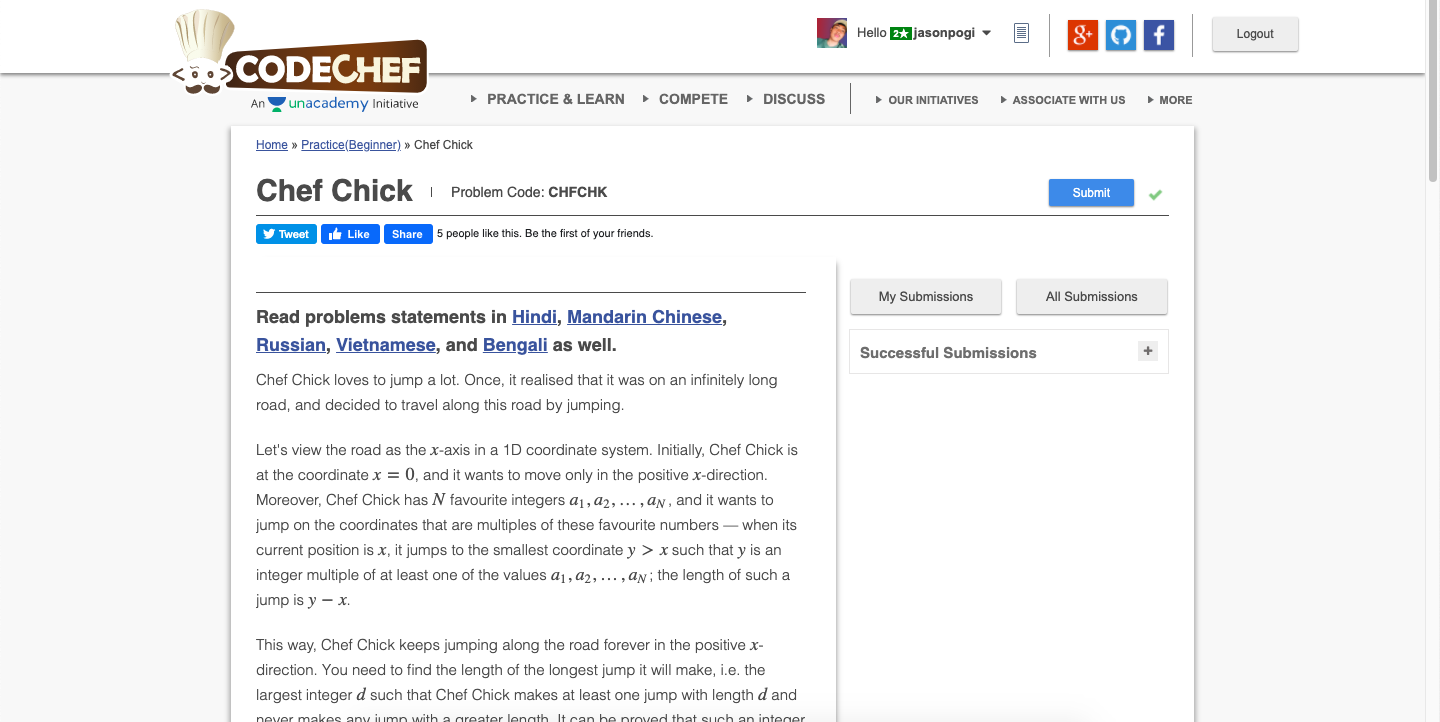 CODECHEF
An unacademy Initiative
Hello 2★ jasonpogi
Logout
PRACTICE & LEARN COMPETE DISCUSS OUR INITIATIVES ASSOCIATE WITH US MORE
Home » Practice(Beginner) » Chef Chick
Chef Chick Problem Code: CHFCHK Submit
Tweet Like Share 5 people like this. Be the first of your friends.
My Submissions All Submissions
Successful Submissions +
Read problems statements in Hindi, Mandarin Chinese,
Russian, Vietnamese, and Bengali as well.
Chef Chick loves to jump a lot. Once, it realised that it was on an infinitely long
road, and decided to travel along this road by jumping.
Let's view the road as the x-axis in a 1D coordinate system. Initially, Chef Chick is
at the coordinate x = 0, and it wants to move only in the positive x-direction.
Moreover, Chef Chick has N favourite integers a₁, a₂, …, a_N, and it wants to
jump on the coordinates that are multiples of these favourite numbers — when its
current position is x, it jumps to the smallest coordinate y > x such that y is an
integer multiple of at least one of the values a₁, a₂, …, a_N; the length of such a
jump is y − x.
This way, Chef Chick keeps jumping along the road forever in the positive x-
direction. You need to find the length of the longest jump it will make, i.e. the
largest integer d such that Chef Chick makes at least one jump with length d and
never makes any jump with a greater length. It can be proved that such an integer